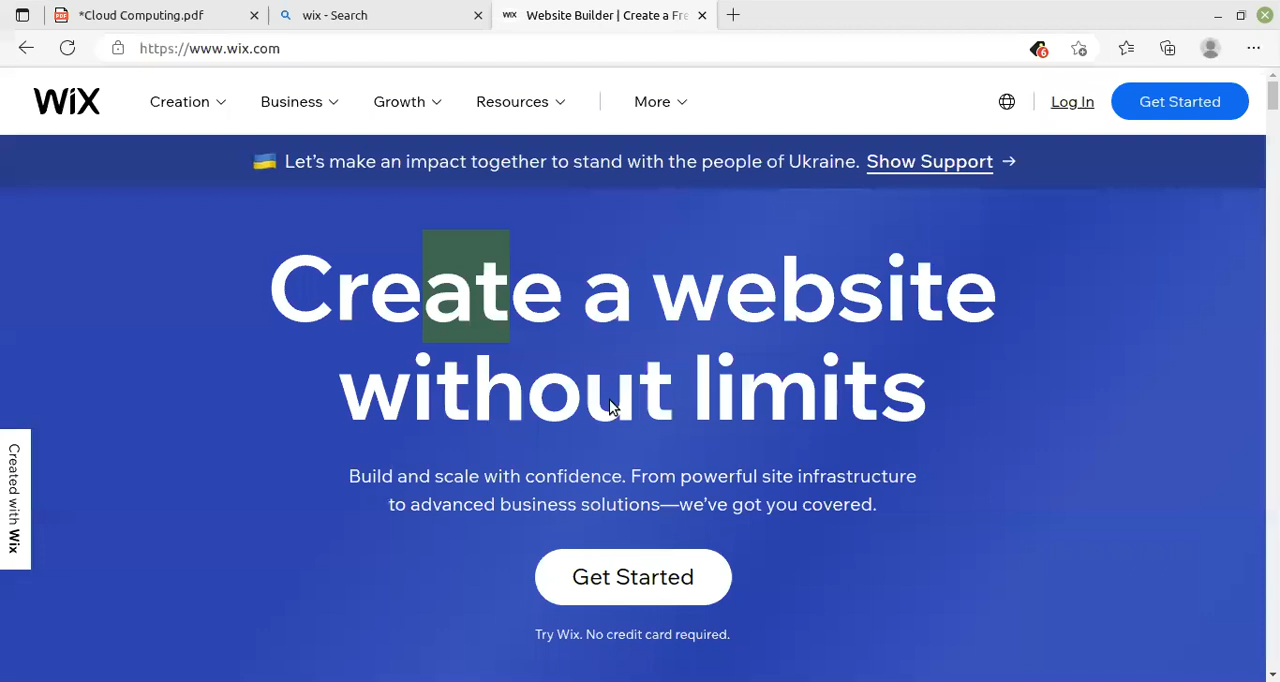 *Cloud Computing.pdf
wix - Search
WIX Website Builder | Create a Fre
https://www.wix.com
6
WIX
Creation
Business
Growth
Resources
More
Log In
Get Started
Let's make an impact together to stand with the people of Ukraine. Show Support →
Create a website
without limits
Build and scale with confidence. From powerful site infrastructure
to advanced business solutions—we've got you covered.
Get Started
Try Wix. No credit card required.
Created with Wix